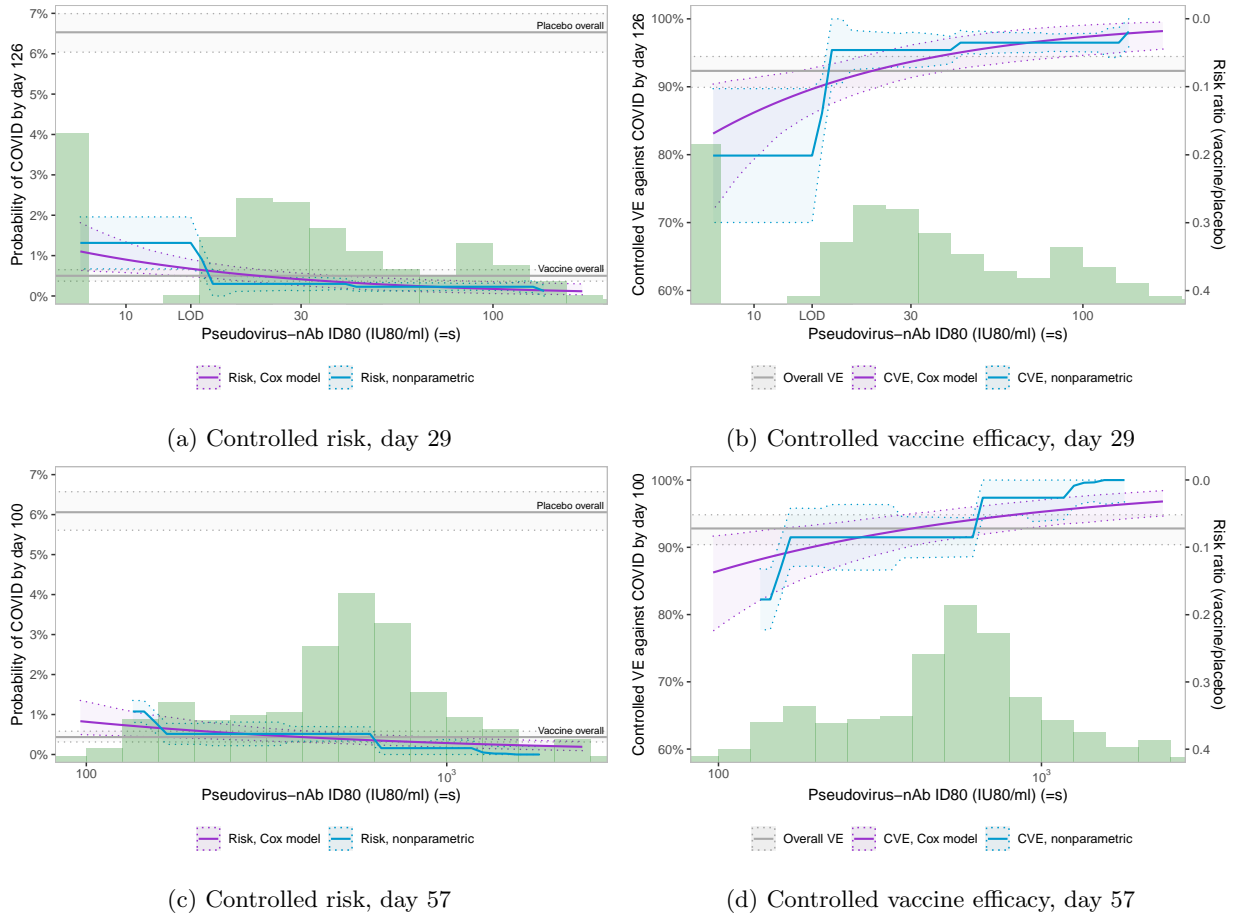 7%
6%
5%
4%
3%
2%
1%
0%
Probability of COVID by day 126
Placebo overall
Vaccine overall
10
LOD
30
100
Pseudovirus−nAb ID80 (IU80/ml) (=s)
Risk, Cox model
Risk, nonparametric
(a) Controlled risk, day 29
100%
90%
80%
70%
60%
Controlled VE against COVID by day 126
0.0
0.1
0.2
0.3
0.4
Risk ratio (vaccine/placebo)
10
LOD
30
100
Pseudovirus−nAb ID80 (IU80/ml) (=s)
Overall VE
CVE, Cox model
CVE, nonparametric
(b) Controlled vaccine efficacy, day 29
7%
6%
5%
4%
3%
2%
1%
0%
Probability of COVID by day 100
Placebo overall
Vaccine overall
100
10³
Pseudovirus−nAb ID80 (IU80/ml) (=s)
Risk, Cox model
Risk, nonparametric
(c) Controlled risk, day 57
100%
90%
80%
70%
60%
Controlled VE against COVID by day 100
0.0
0.1
0.2
0.3
0.4
Risk ratio (vaccine/placebo)
100
10³
Pseudovirus−nAb ID80 (IU80/ml) (=s)
Overall VE
CVE, Cox model
CVE, nonparametric
(d) Controlled vaccine efficacy, day 57